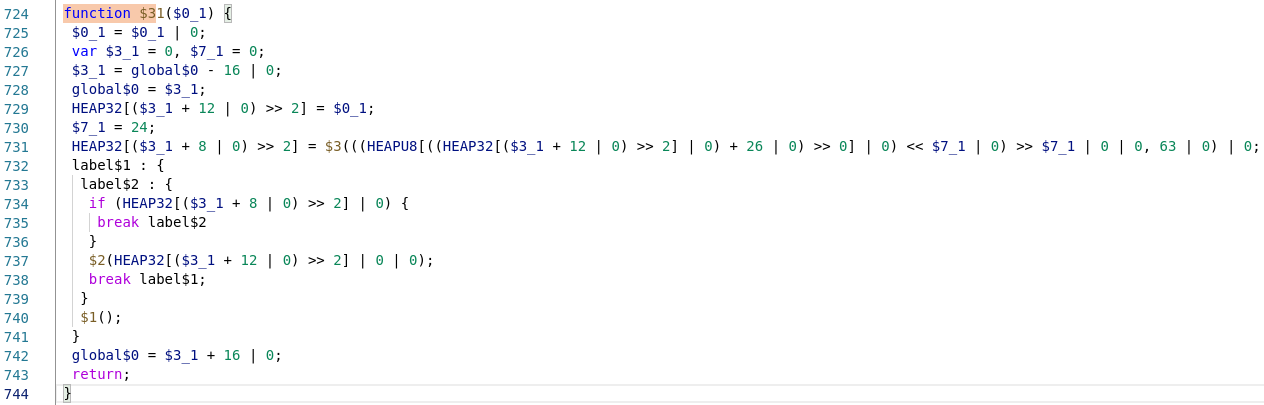 724 function $31($0_1) {
725 $0_1 = $0_1 | 0;
726 var $3_1 = 0, $7_1 = 0;
727 $3_1 = global$0 - 16 | 0;
728 global$0 = $3_1;
729 HEAP32[($3_1 + 12 | 0) >> 2] = $0_1;
730 $7_1 = 24;
731 HEAP32[($3_1 + 8 | 0) >> 2] = $3(((HEAPU8[((HEAP32[($3_1 + 12 | 0) >> 2] | 0) + 26 | 0) >> 0] | 0) << $7_1 | 0) >> $7_1 | 0 | 0, 63 | 0) | 0;
732 label$1 : {
733 label$2 : {
734 if (HEAP32[($3_1 + 8 | 0) >> 2] | 0) {
735 break label$2
736 }
737 $2(HEAP32[($3_1 + 12 | 0) >> 2] | 0 | 0);
738 break label$1;
739 }
740 $1();
741 }
742 global$0 = $3_1 + 16 | 0;
743 return;
744 }